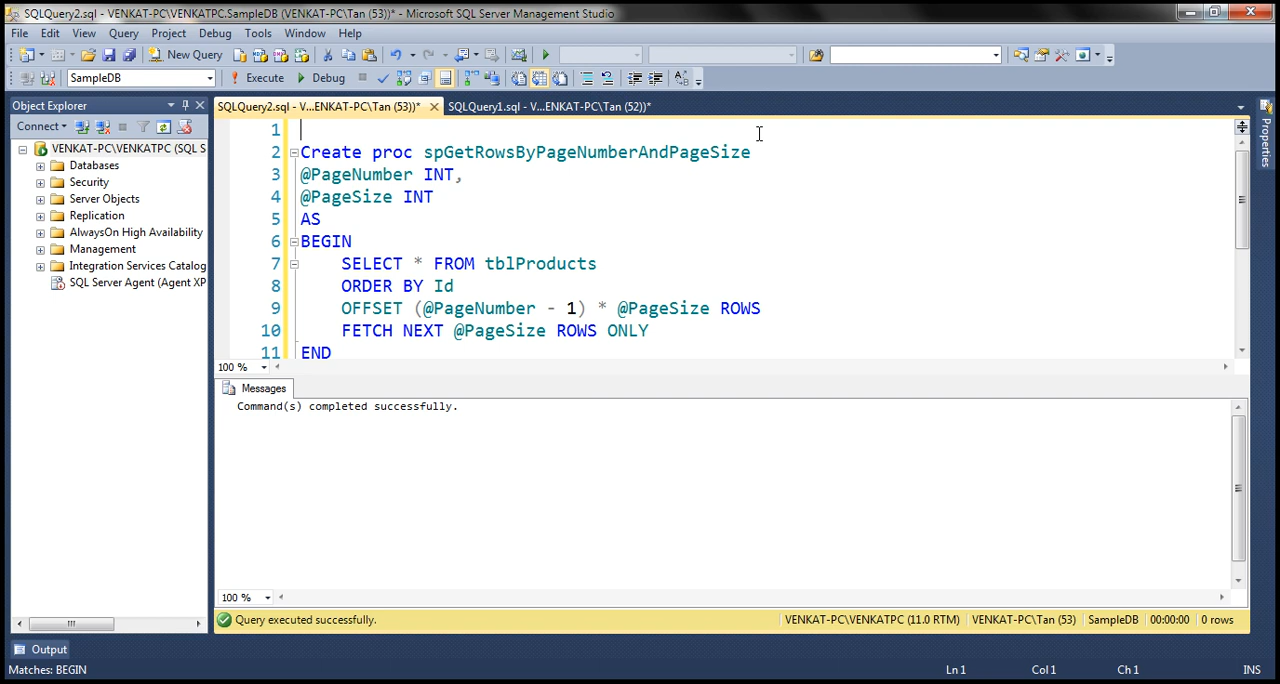 SQLQuery2.sql - VENKAT-PC\VENKATPC.SampleDB (VENKAT-PC\Tan (53))* - Microsoft SQL Server Management Studio
File Edit View Query Project Debug Tools Window Help
New Query
SampleDB Execute Debug
Object Explorer
SQLQuery2.sql - V...ENKAT-PC\Tan (53))* SQLQuery1.sql - V...ENKAT-PC\Tan (52))*
Connect
VENKAT-PC\VENKATPC (SQL S
Databases
Security
Server Objects
Replication
AlwaysOn High Availability
Management
Integration Services Catalog
SQL Server Agent (Agent XP
1
2 Create proc spGetRowsByPageNumberAndPageSize
3 @PageNumber INT,
4 @PageSize INT
5 AS
6 BEGIN
7 SELECT * FROM tblProducts
8 ORDER BY Id
9 OFFSET (@PageNumber - 1) * @PageSize ROWS
10 FETCH NEXT @PageSize ROWS ONLY
11 END
100 %
Messages
Command(s) completed successfully.
100 %
Query executed successfully. VENKAT-PC\VENKATPC (11.0 RTM) VENKAT-PC\Tan (53) SampleDB 00:00:00 0 rows
Properties
Output
Matches: BEGIN Ln 1 Col 1 Ch 1 INS